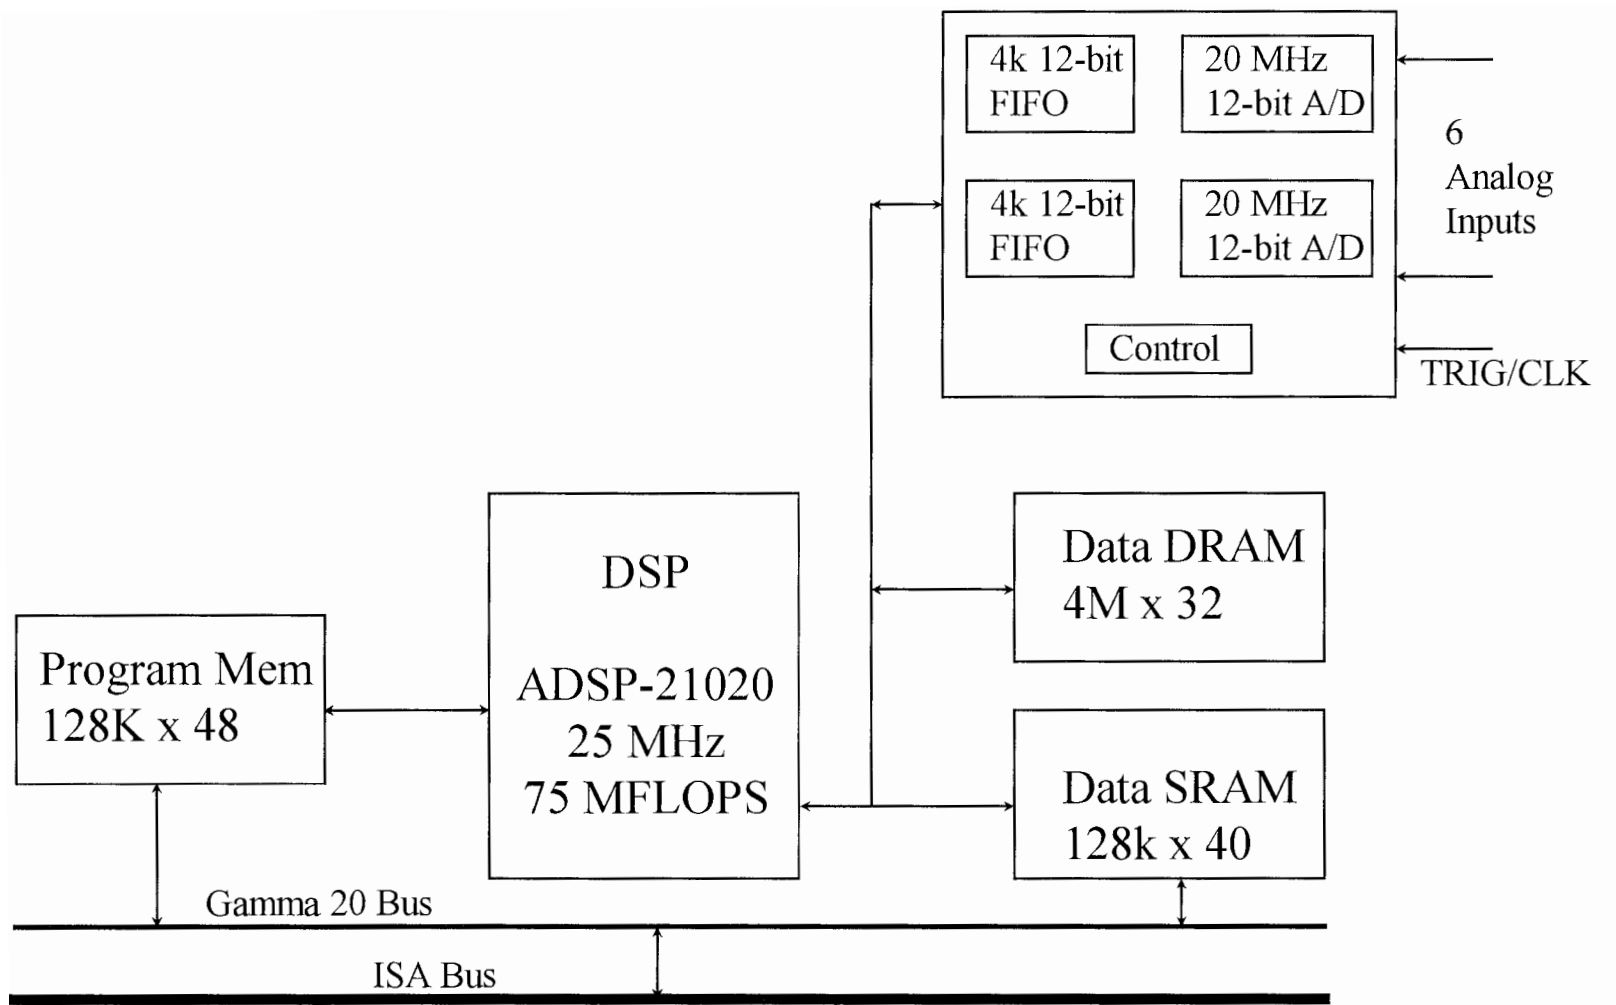 4k 12-bit
FIFO
20 MHz
12-bit A/D
6
Analog
Inputs
4k 12-bit
FIFO
20 MHz
12-bit A/D
Control
TRIG/CLK
DSP
ADSP-21020
25 MHz
75 MFLOPS
Data DRAM
4M x 32
Program Mem
128K x 48
Data SRAM
128k x 40
Gamma 20 Bus
ISA Bus